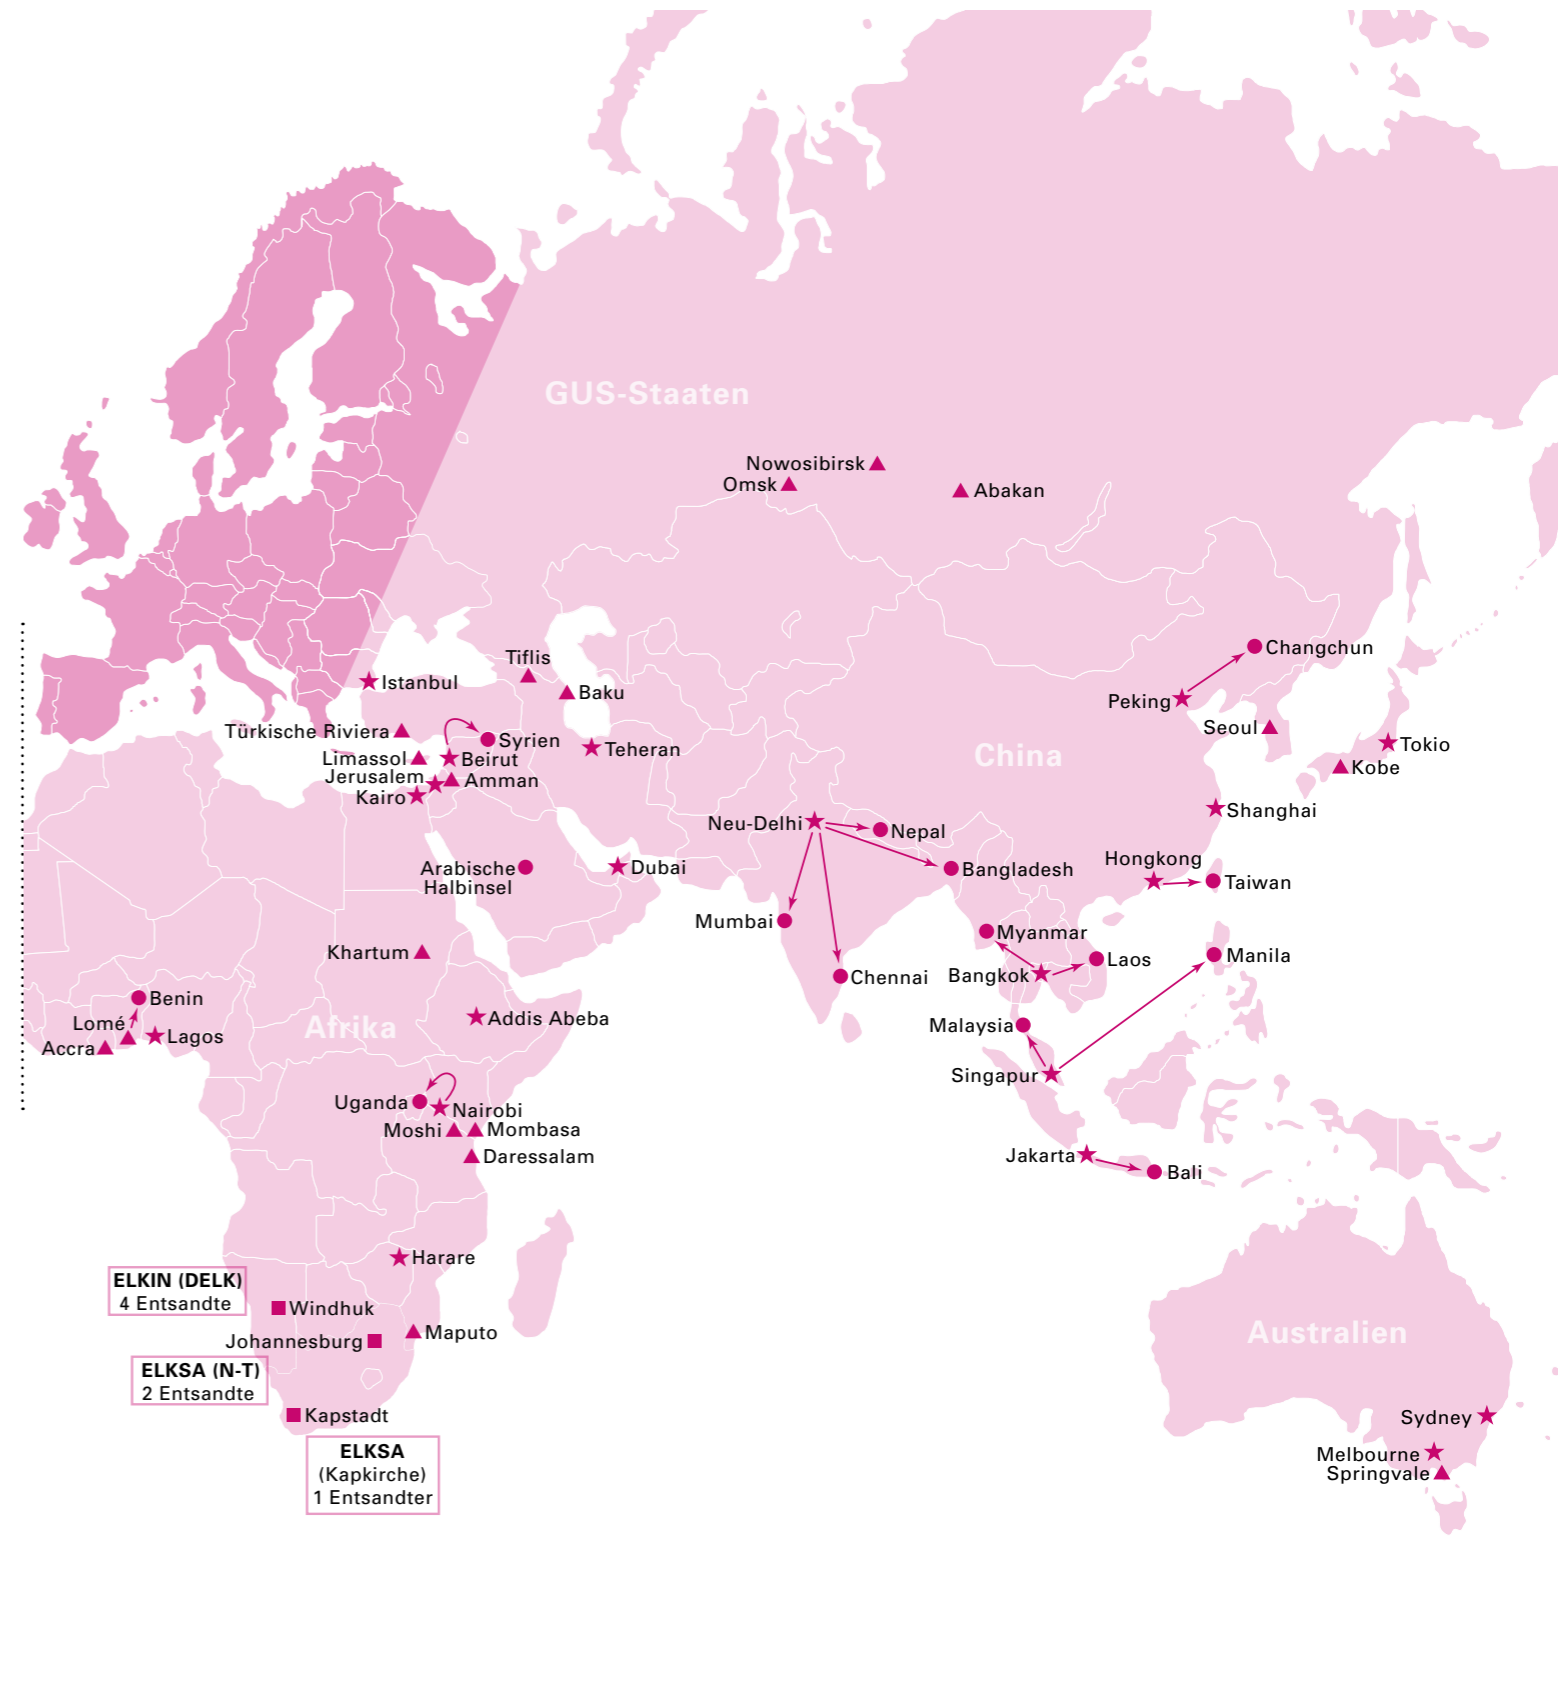 GUS-Staaten
Nowosibirsk
Omsk
Abakan
Changchun
Tiflis
Istanbul
Baku
Peking
Türkische Riviera
Syrien
Seoul
Teheran
Tokio
China
Limassol
Beirut
Kobe
Jerusalem
Amman
Kairo
Shanghai
Neu-Delhi
Nepal
Hongkong
Arabische
Halbinsel
Dubai
Bangladesh
Taiwan
Mumbai
Myanmar
Khartum
Manila
Laos
Bangkok
Chennai
Benin
Lomé
Afrika
Addis Abeba
Malaysia
Lagos
Accra
Singapur
Uganda
Nairobi
Moshi
Mombasa
Daressalam
Jakarta
Bali
Harare
ELKIN (DELK)
4 Entsandte
Windhuk
Johannesburg
Maputo
Australien
ELKSA (N-T)
2 Entsandte
Kapstadt
Sydney
ELKSA
(Kapkirche)
1 Entsandter
Melbourne
Springvale